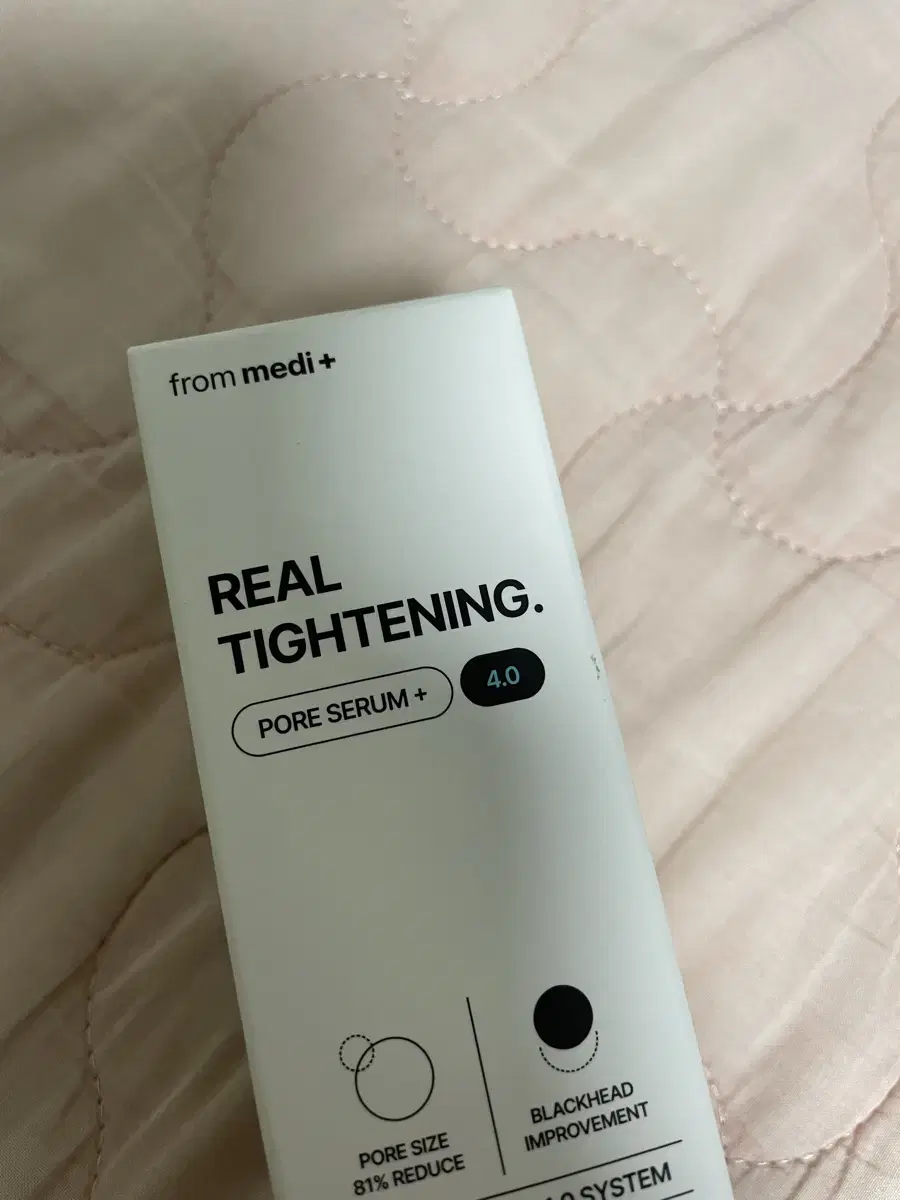 from medi+
REAL
TIGHTENING.
PORE SERUM + 4.0
PORE SIZE
81% REDUCE
BLACKHEAD
IMPROVEMENT
SYSTEM